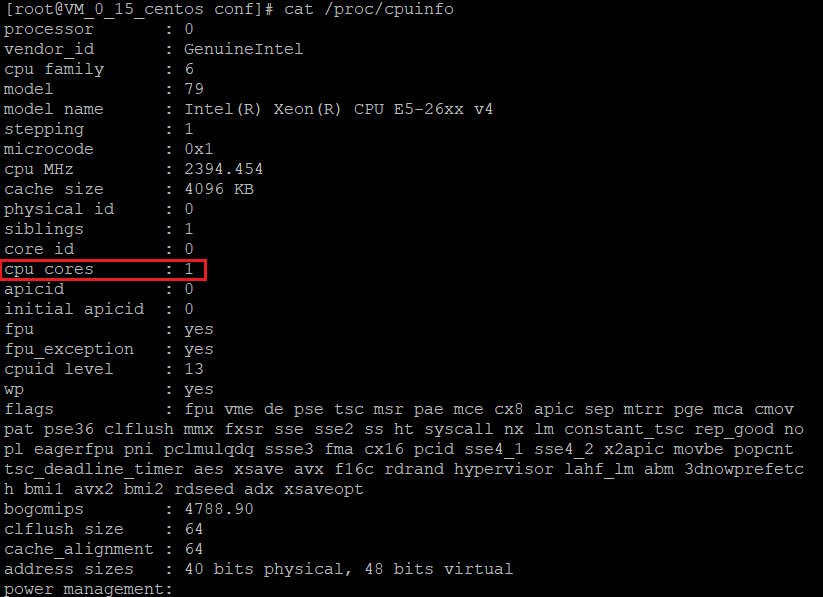 [root@VM_0_15_centos conf]# cat /proc/cpuinfo
processor       : 0
vendor_id       : GenuineIntel
cpu family      : 6
model           : 79
model name      : Intel(R) Xeon(R) CPU E5-26xx v4
stepping        : 1
microcode       : 0x1
cpu MHz         : 2394.454
cache size      : 4096 KB
physical id     : 0
siblings        : 1
core id         : 0
cpu cores       : 1
apicid          : 0
initial apicid  : 0
fpu             : yes
fpu_exception   : yes
cpuid level     : 13
wp              : yes
flags           : fpu vme de pse tsc msr pae mce cx8 apic sep mtrr pge mca cmov
pat pse36 clflush mmx fxsr sse sse2 ss ht syscall nx lm constant_tsc rep_good no
pl eagerfpu pni pclmulqdq ssse3 fma cx16 pcid sse4_1 sse4_2 x2apic movbe popcnt
tsc_deadline_timer aes xsave avx f16c rdrand hypervisor lahf_lm abm 3dnowprefetc
h bmi1 avx2 bmi2 rdseed adx xsaveopt
bogomips        : 4788.90
clflush size    : 64
cache_alignment : 64
address sizes   : 40 bits physical, 48 bits virtual
power management: